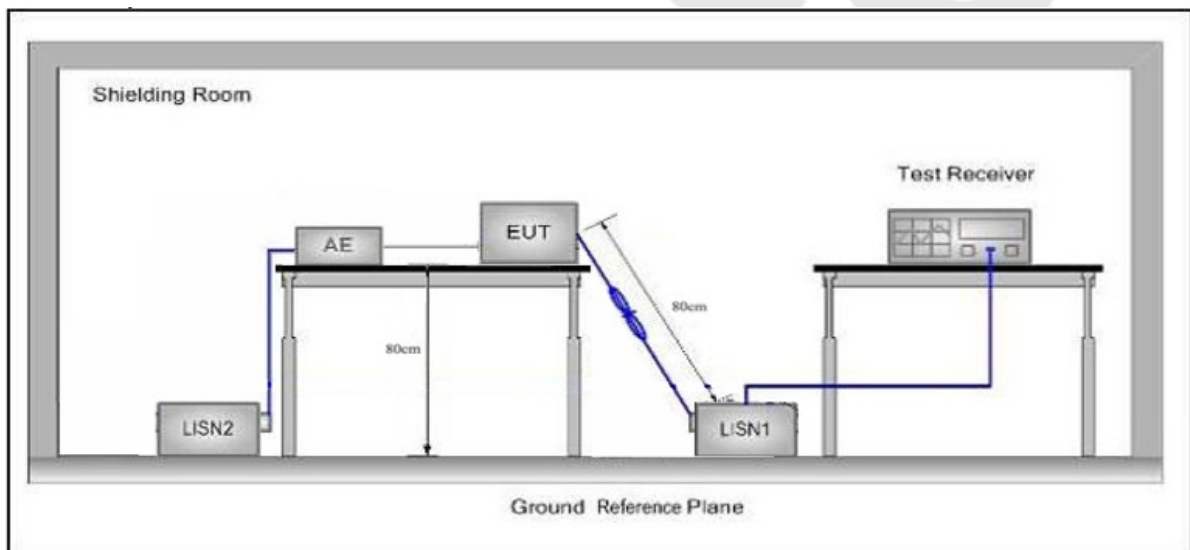 Shielding Room
Test Receiver
AE
EUT
80cm
80cm
LISN2
LISN1
Ground Reference Plane